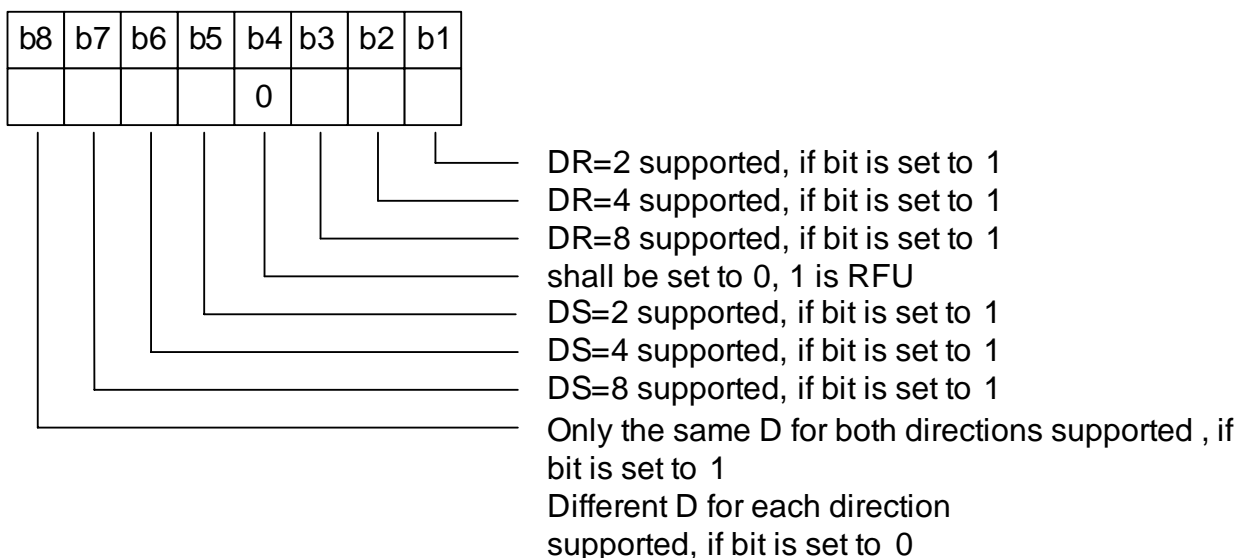 b8 b7 b6 b5 b4 b3 b2 b1
0
DR=2 supported, if bit is set to 1
DR=4 supported, if bit is set to 1
DR=8 supported, if bit is set to 1
shall be set to 0, 1 is RFU
DS=2 supported, if bit is set to 1
DS=4 supported, if bit is set to 1
DS=8 supported, if bit is set to 1
Only the same D for both directions supported , if
bit is set to 1
Different D for each direction
supported, if bit is set to 0